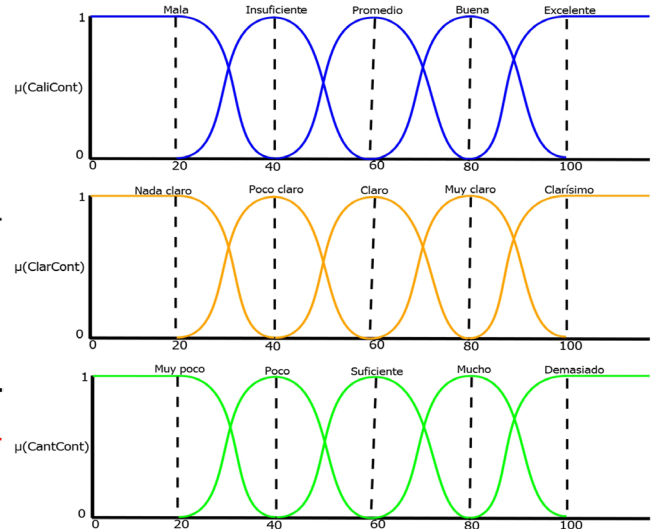 Mala Insuficiente Promedio Buena Excelente
1
μ(CaliCont)
0
0 20 40 60 80 100
Nada claro Poco claro Claro Muy claro Clarísimo
1
μ(ClarCont)
0
0 20 40 60 80 100
Muy poco Poco Suficiente Mucho Demasiado
1
μ(CantCont)
0
0 20 40 60 80 100